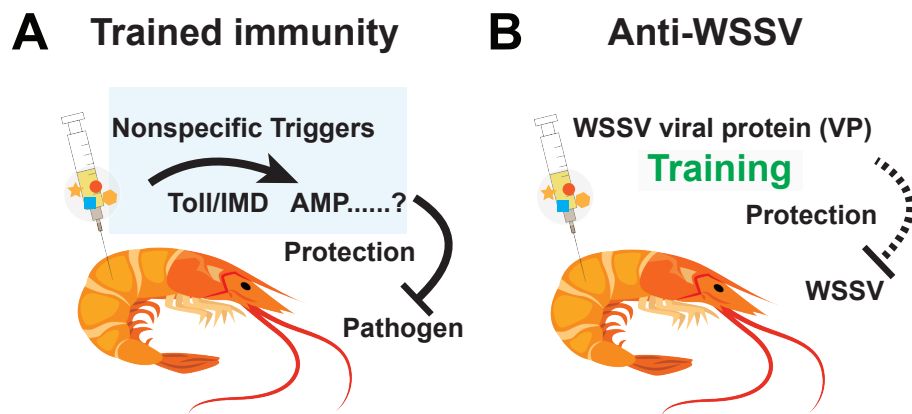 A Trained immunity
Nonspecific Triggers
Toll/IMD AMP......?
Protection
Pathogen
B Anti-WSSV
WSSV viral protein (VP)
Training
Protection
WSSV